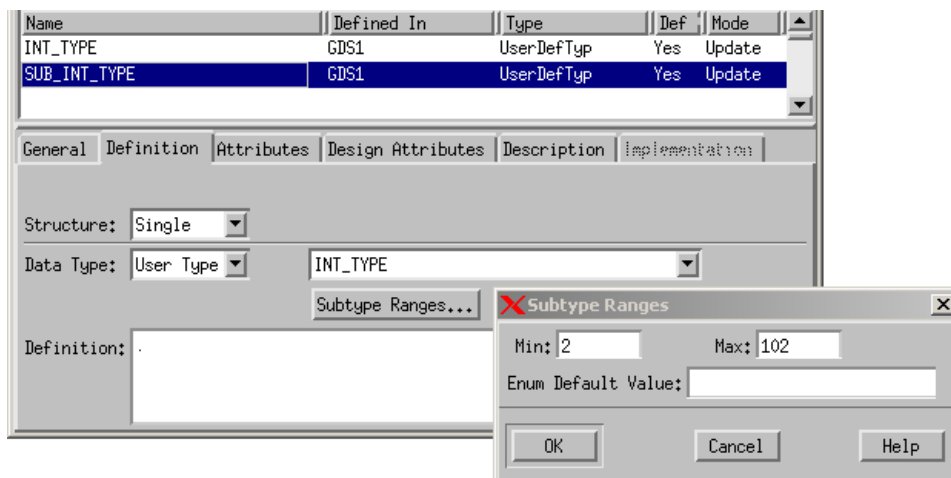 Name Defined In Type Def Mode
INT_TYPE GDS1 UserDefTyp Yes Update
SUB_INT_TYPE GDS1 UserDefTyp Yes Update
General Definition Attributes Design Attributes Description Implementation
Structure: Single
Data Type: User Type INT_TYPE
Subtype Ranges...
Definition: .
Subtype Ranges
Min: 2 Max: 102
Enum Default Value:
OK Cancel Help